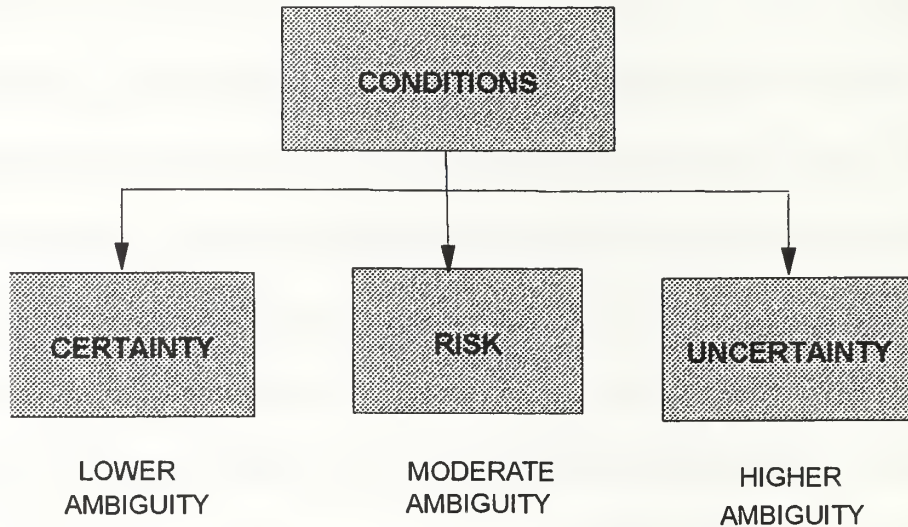 CONDITIONS
CERTAINTY
RISK
UNCERTAINTY
LOWER
AMBIGUITY
MODERATE
AMBIGUITY
HIGHER
AMBIGUITY